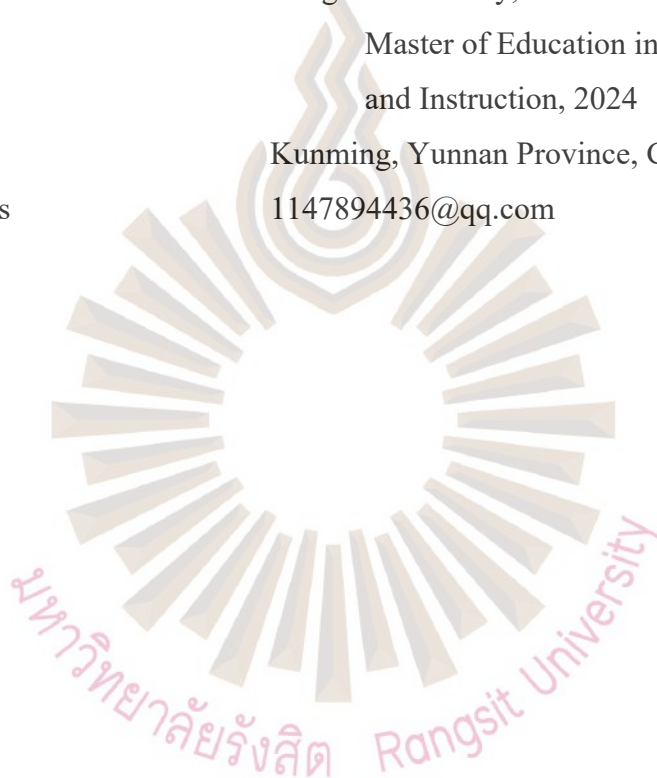 Master of Education in
and Instruction, 2024
Kunming, Yunnan Province,
s 1147894436@qq.com
มหาวิทยาลัยรังสิต Rangsit University